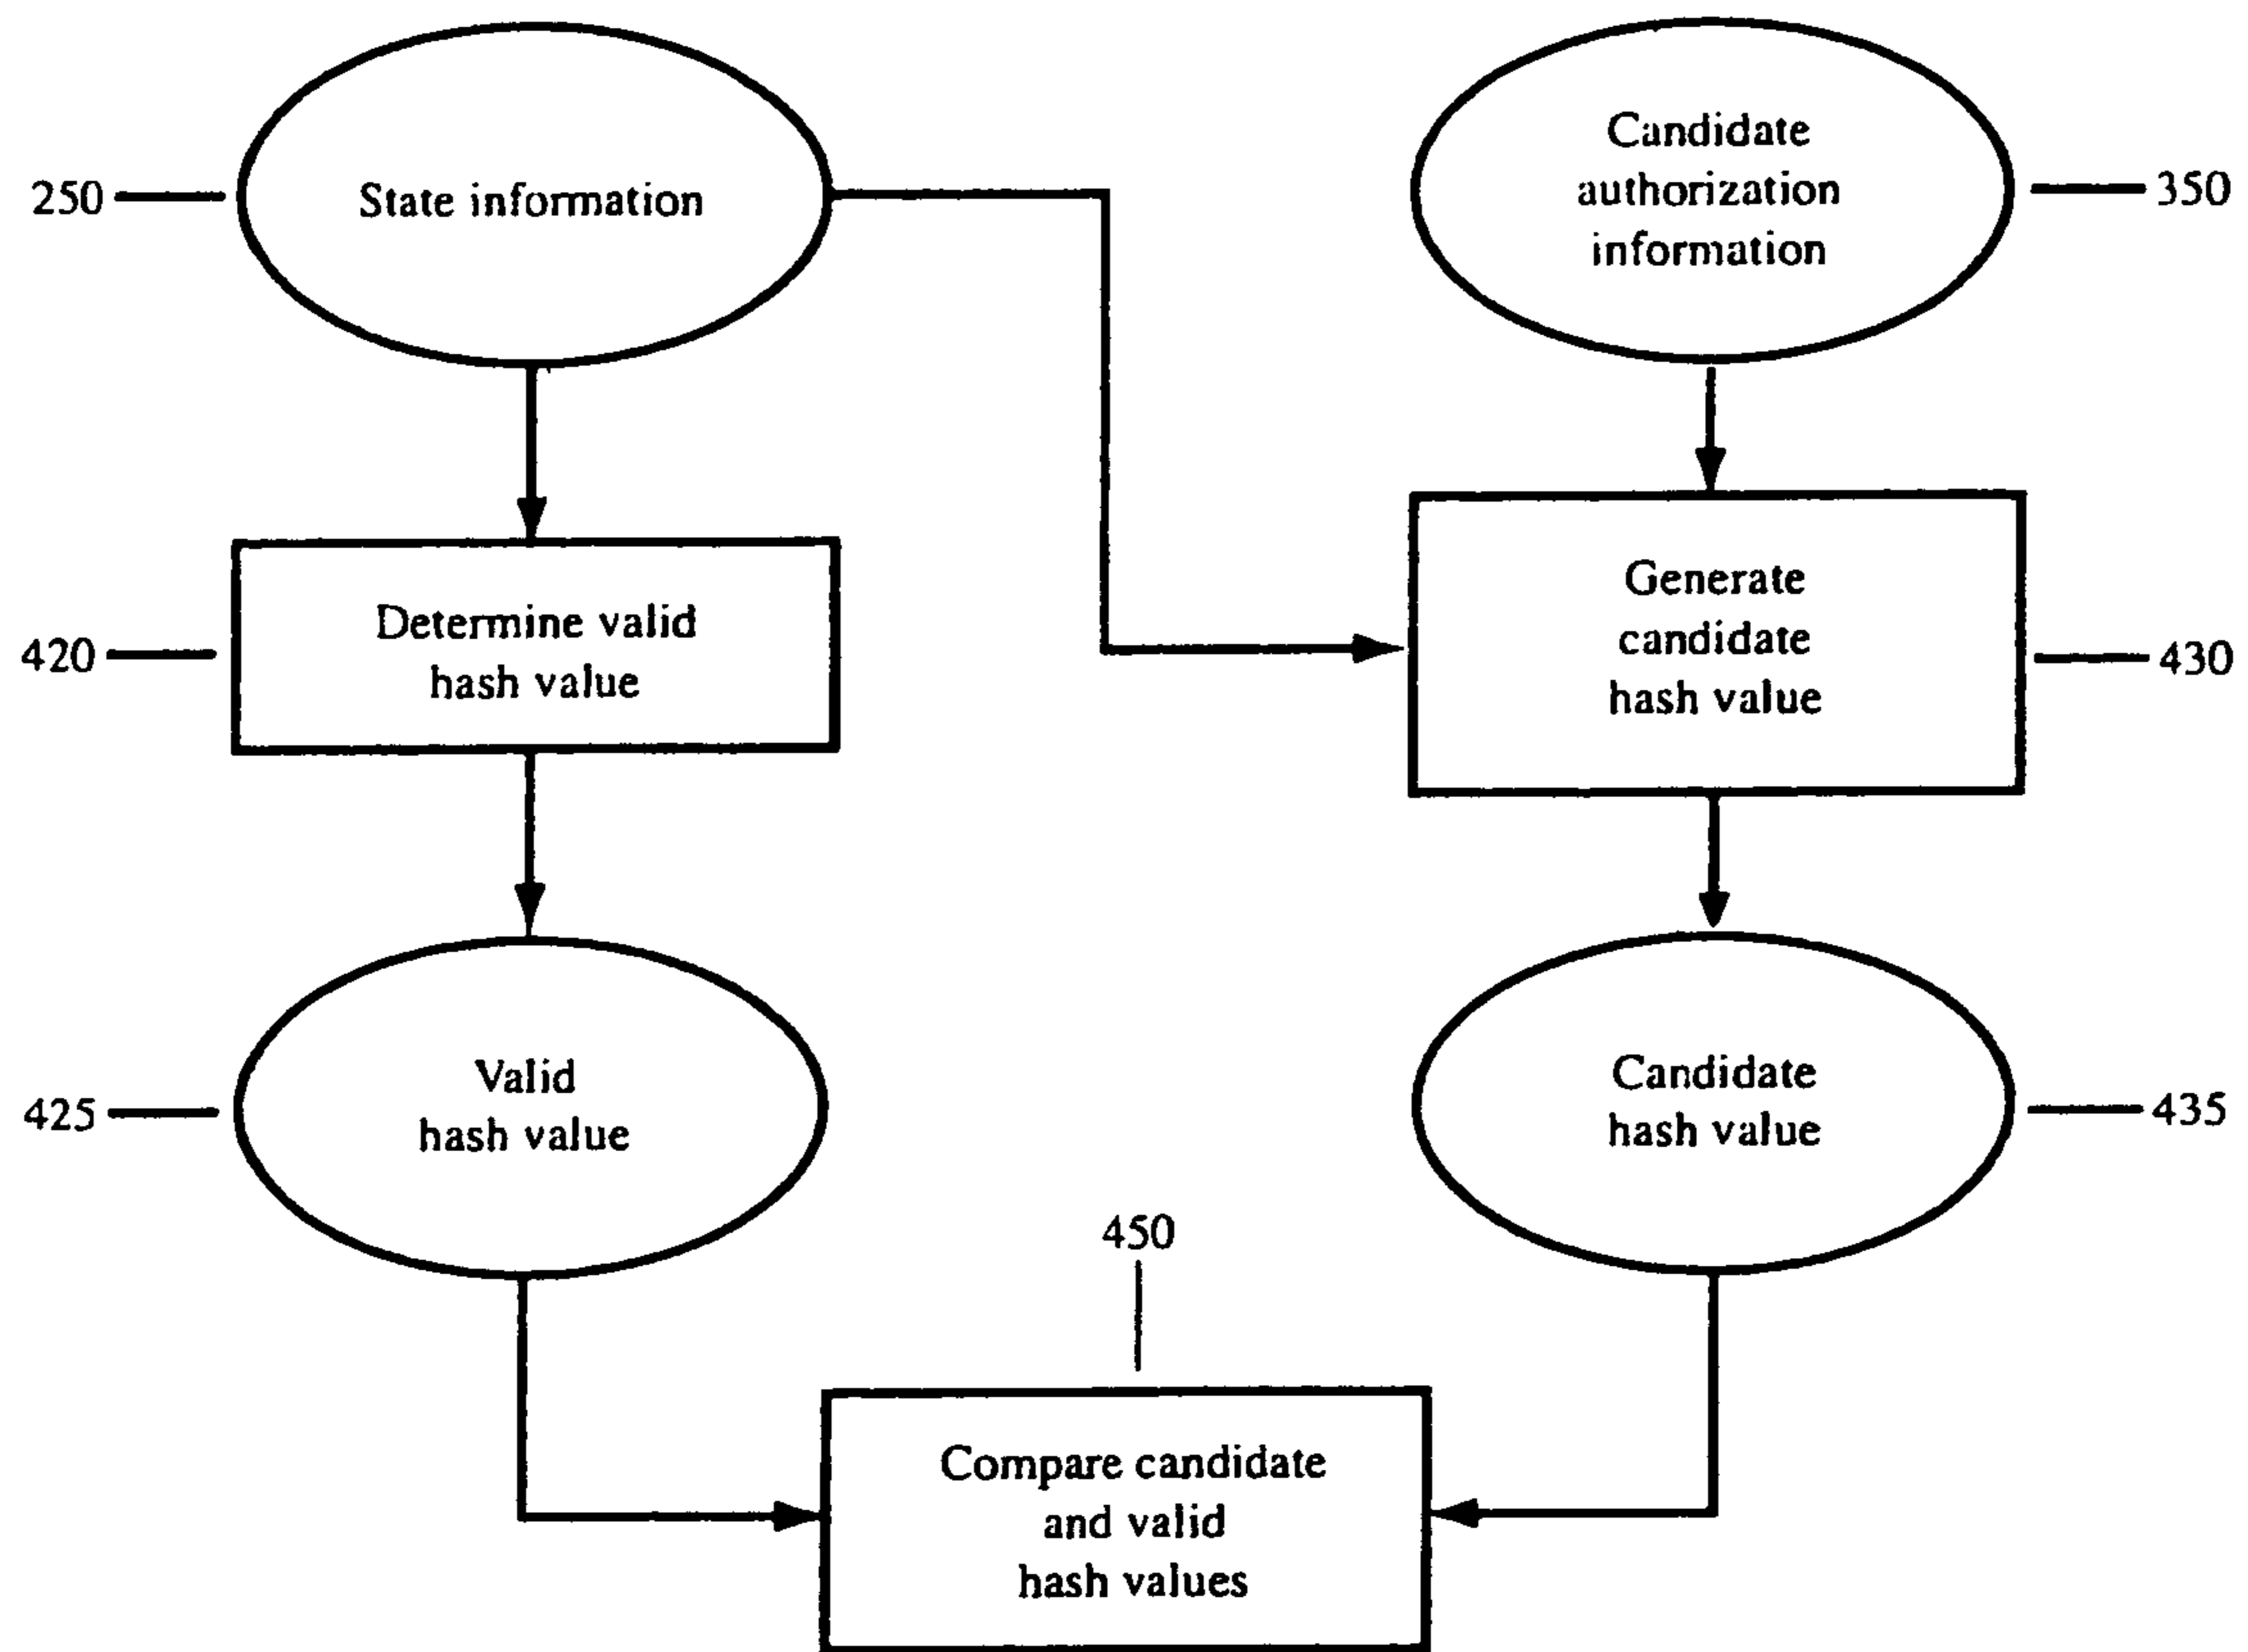 250
State information
Candidate
authorization
information
350
420
Determine valid
hash value
Generate
candidate
hash value
430
425
Valid
hash value
Candidate
hash value
435
450
Compare candidate
and valid
hash values